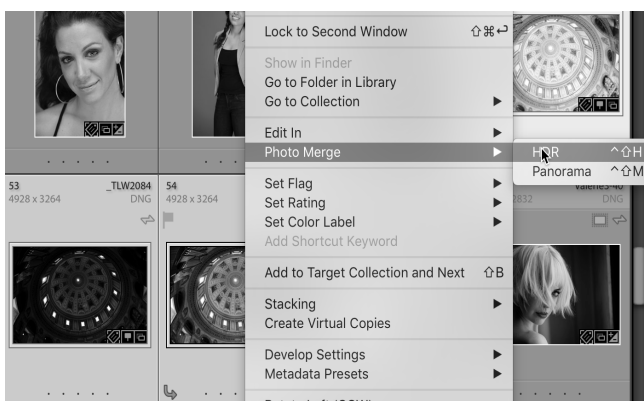 Lock to Second Window ⇧⌘↩
Show in Finder
Go to Folder in Library
Go to Collection ▶
Edit In ▶
Photo Merge ▶
HDR ^⇧H
Panorama ^⇧M
53 _TLW2084
4928 x 3264 DNG
54
4928 x 3264
Valerie3-40
2832 DNG
Set Flag ▶
Set Rating ▶
Set Color Label ▶
Add Shortcut Keyword
Add to Target Collection and Next ⇧B
Stacking ▶
Create Virtual Copies
Develop Settings ▶
Metadata Presets ▶